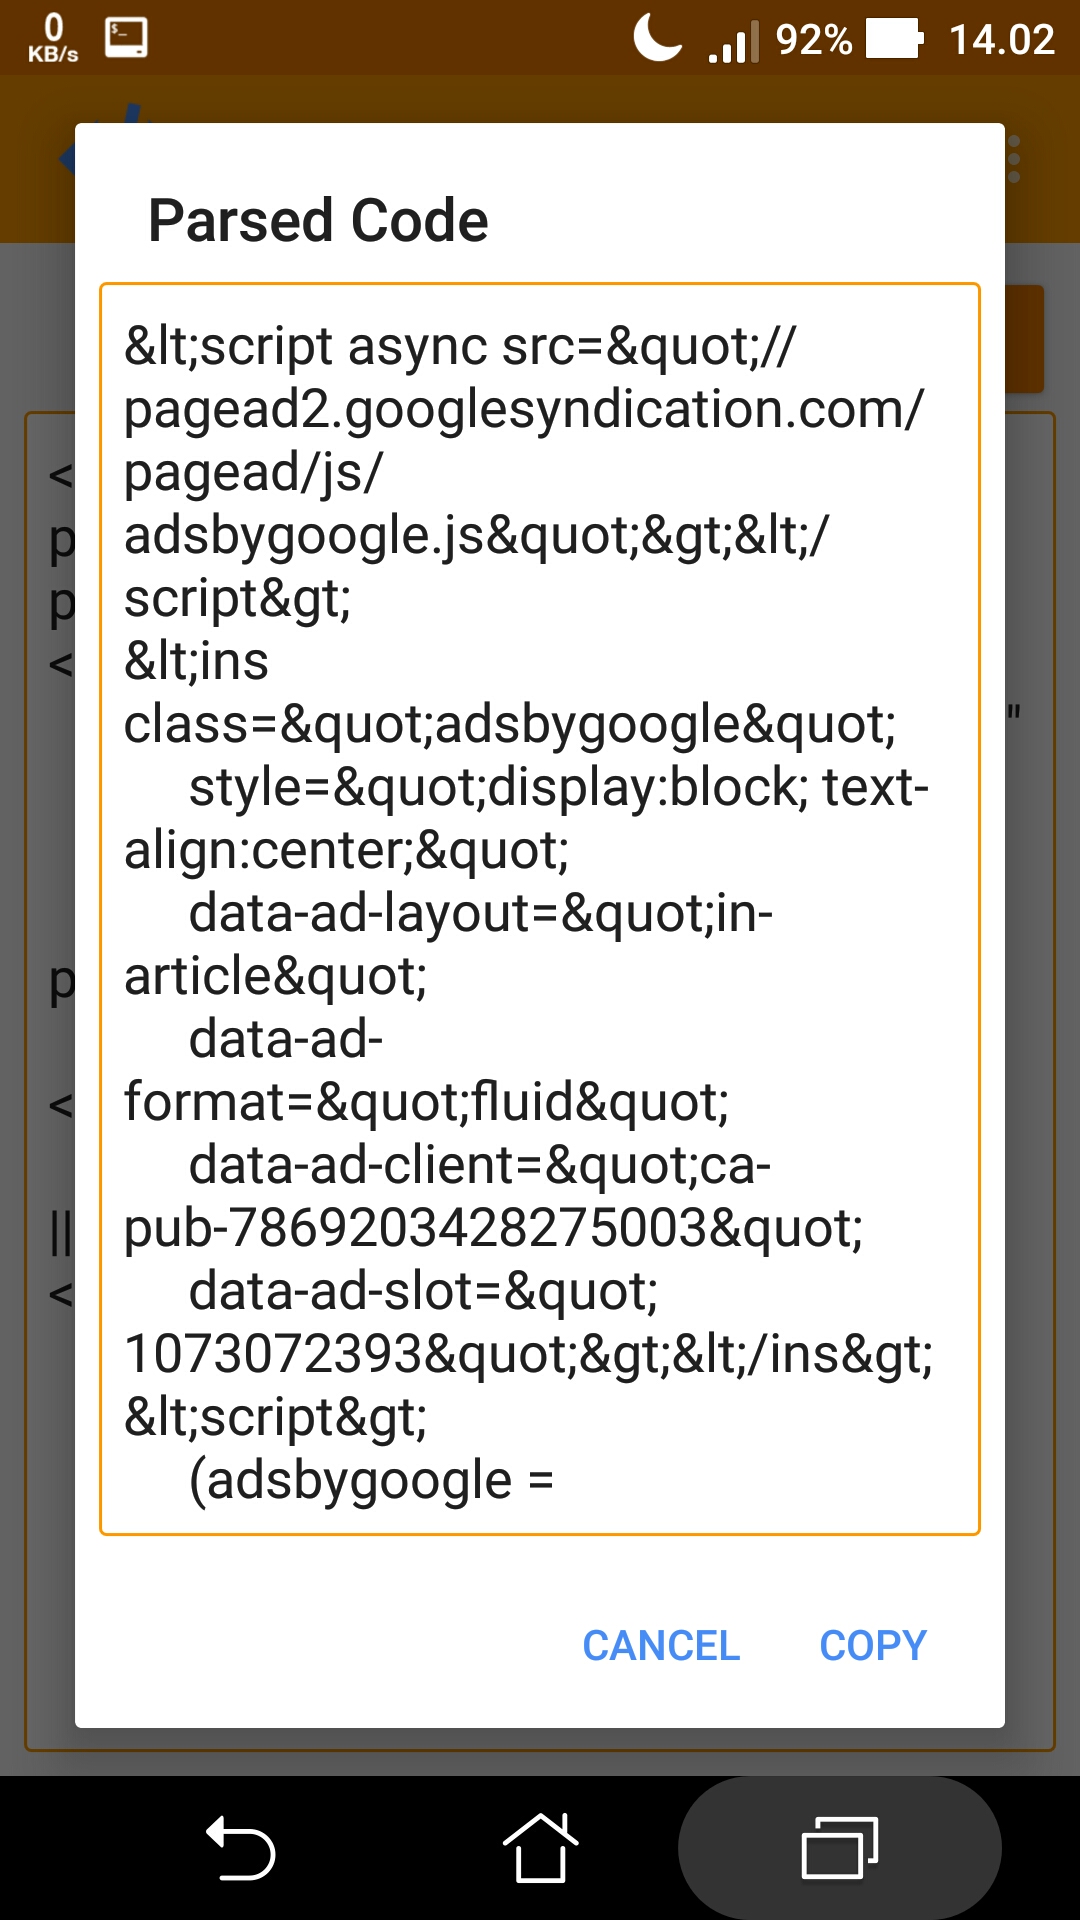 0
KB/s
92%
14.02
Parsed Code
&lt;script async src=&quot;//
pagead2.googlesyndication.com/
pagead/js/
adsbygoogle.js&quot;&gt;&lt;/
script&gt;
&lt;ins
class=&quot;adsbygoogle&quot;
style=&quot;display:block; text-
align:center;&quot;
data-ad-layout=&quot;in-
article&quot;
data-ad-
format=&quot;fluid&quot;
data-ad-client=&quot;ca-
pub-7869203428275003&quot;
data-ad-slot=&quot;
1073072393&quot;&gt;&lt;/ins&gt;
&lt;script&gt;
(adsbygoogle =
CANCEL
COPY